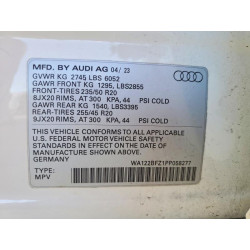 MFD. BY AUDI AG 04/23
GVWR KG 2745 LBS 6052
GAWR FRONT KG 1295, LBS2855
FRONT-TIRES 235/50 R20
8JX20 RIMS, AT 300 KPA, 44 PSI COLD
GAWR REAR KG 1540, LBS3395
REAR-TIRES 255/45 R20
9JX20 RIMS, AT 300 KPA, 44 PSI COLD
THIS VEHICLE CONFORMS TO ALL APPLICABLE
U.S. FEDERAL MOTOR VEHICLE SAFETY
STANDARDS IN EFFECT ON THE DATE OF
MANUFACTURE SHOWN ABOVE.
TYPE: WA122BFZ1PP058277
MPV